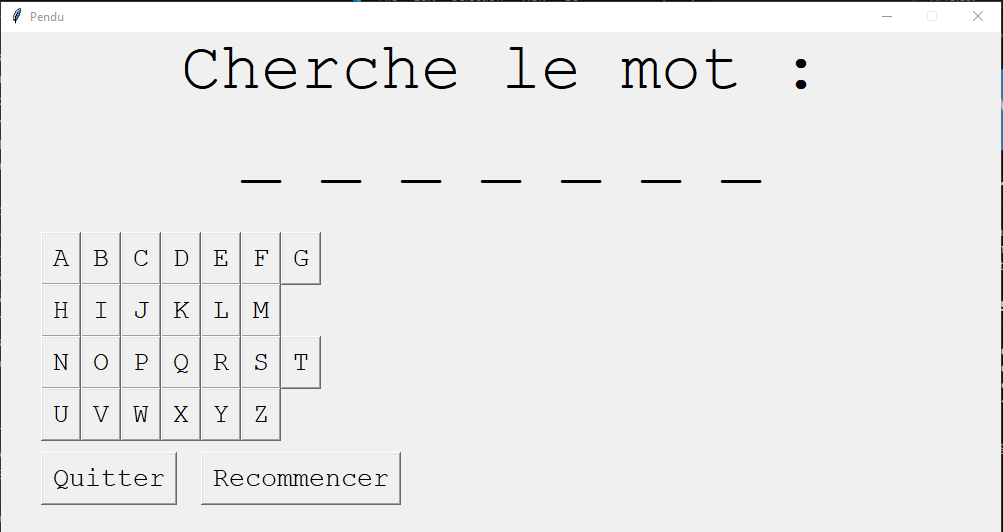 Pendu
Cherche le mot :
_ _ _ _ _ _ _
A B C D E F G
H I J K L M
N O P Q R S T
U V W X Y Z
Quitter Recommencer